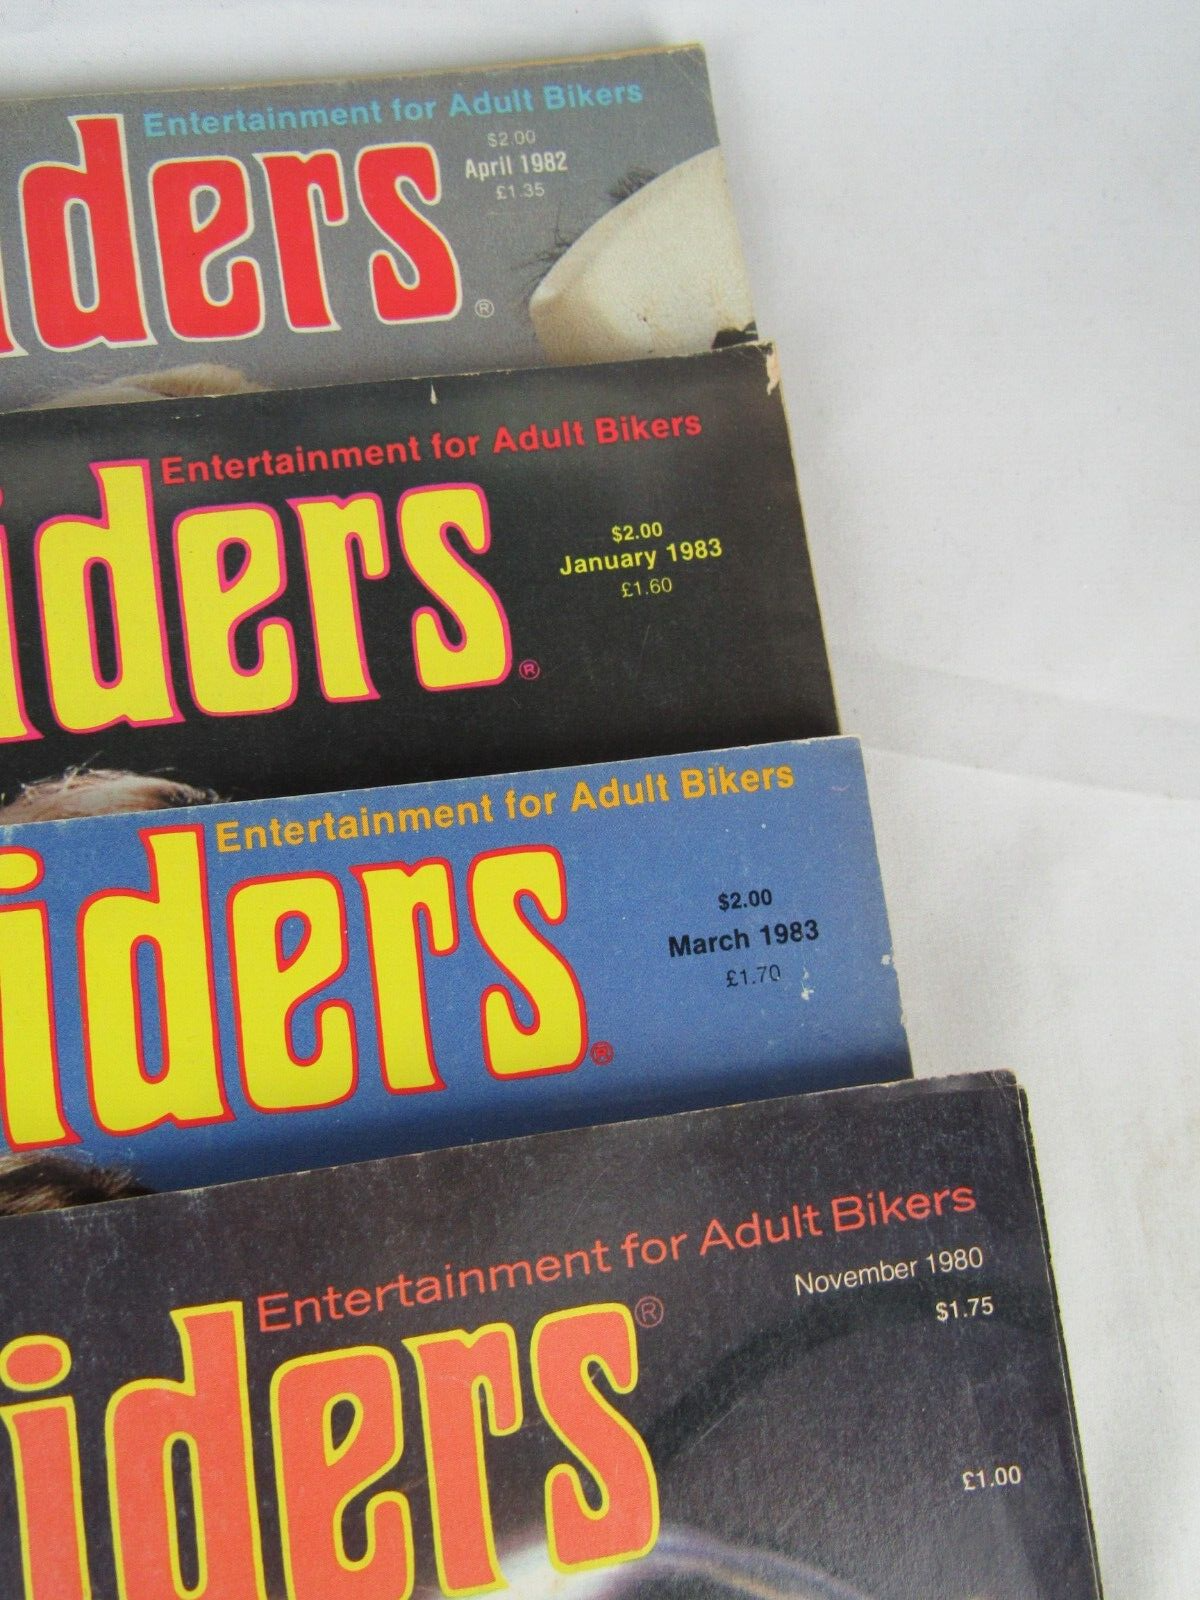 Entertainment for Adult Bikers
iders®
$2.00
April 1982
£1.35
Entertainment for Adult Bikers
iders®
$2.00
January 1983
£1.60
Entertainment for Adult Bikers
iders®
$2.00
March 1983
£1.70
Entertainment for Adult Bikers
iders®
November 1980
$1.75
£1.00